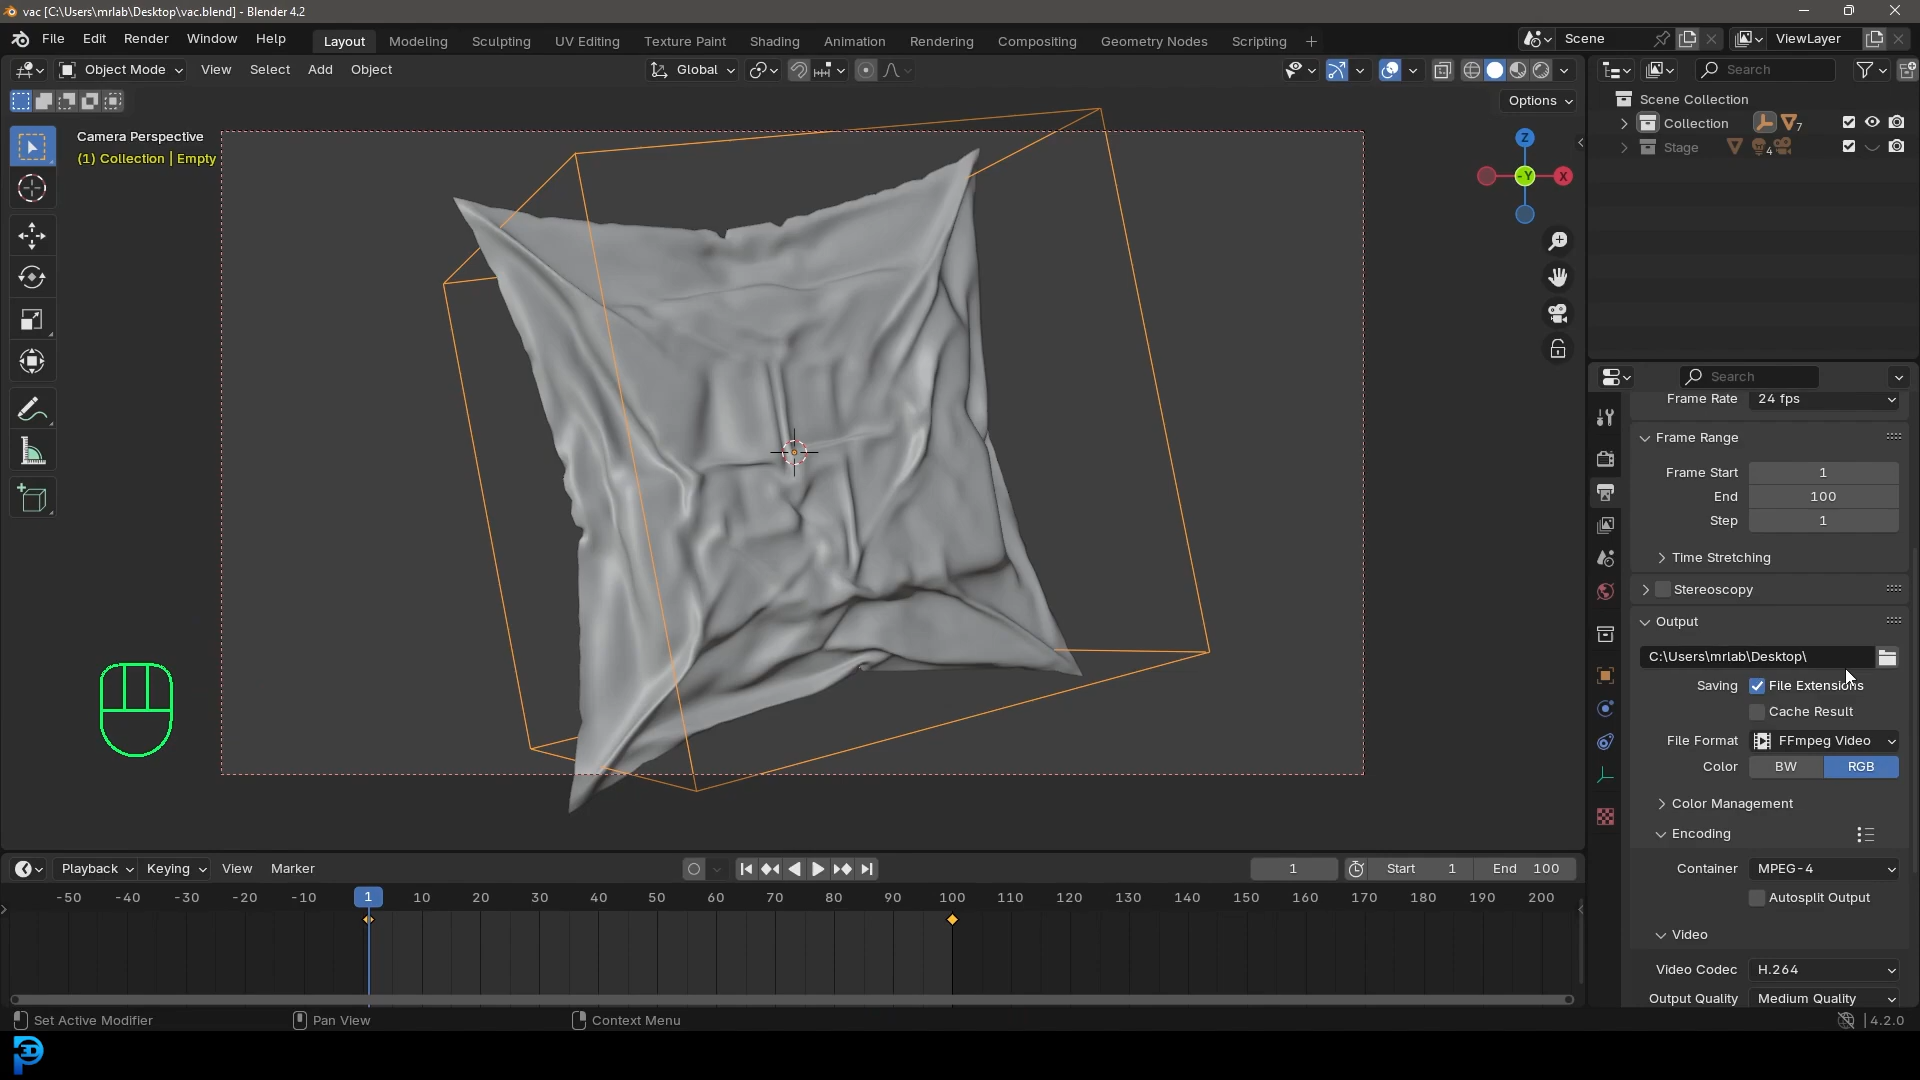 vac [C:\Users\mrlab\Desktop\vac.blend] - Blender 4.2
File Edit Render Window Help Layout Modeling Sculpting UV Editing Texture Paint Shading Animation Rendering Compositing Geometry Nodes Scripting + Scene ViewLayer
Object Mode View Select Add Object Global Search
Options
Scene Collection
Collection 7
Stage 4
Camera Perspective
(1) Collection | Empty
Z
-Y X
Search
Frame Rate 24 fps
Frame Range
Frame Start 1
End 100
Step 1
Time Stretching
Stereoscopy
Output
C:\Users\mrlab\Desktop\
Saving File Extensions
Cache Result
File Format FFmpeg Video
Color BW RGB
Color Management
Encoding
Container MPEG-4
Autosplit Output
Video
Video Codec H.264
Output Quality Medium Quality
Playback Keying View Marker 1 Start 1 End 100
-50 -40 -30 -20 -10 1 10 20 30 40 50 60 70 80 90 100 110 120 130 140 150 160 170 180 190 200
Set Active Modifier Pan View Context Menu 4.2.0